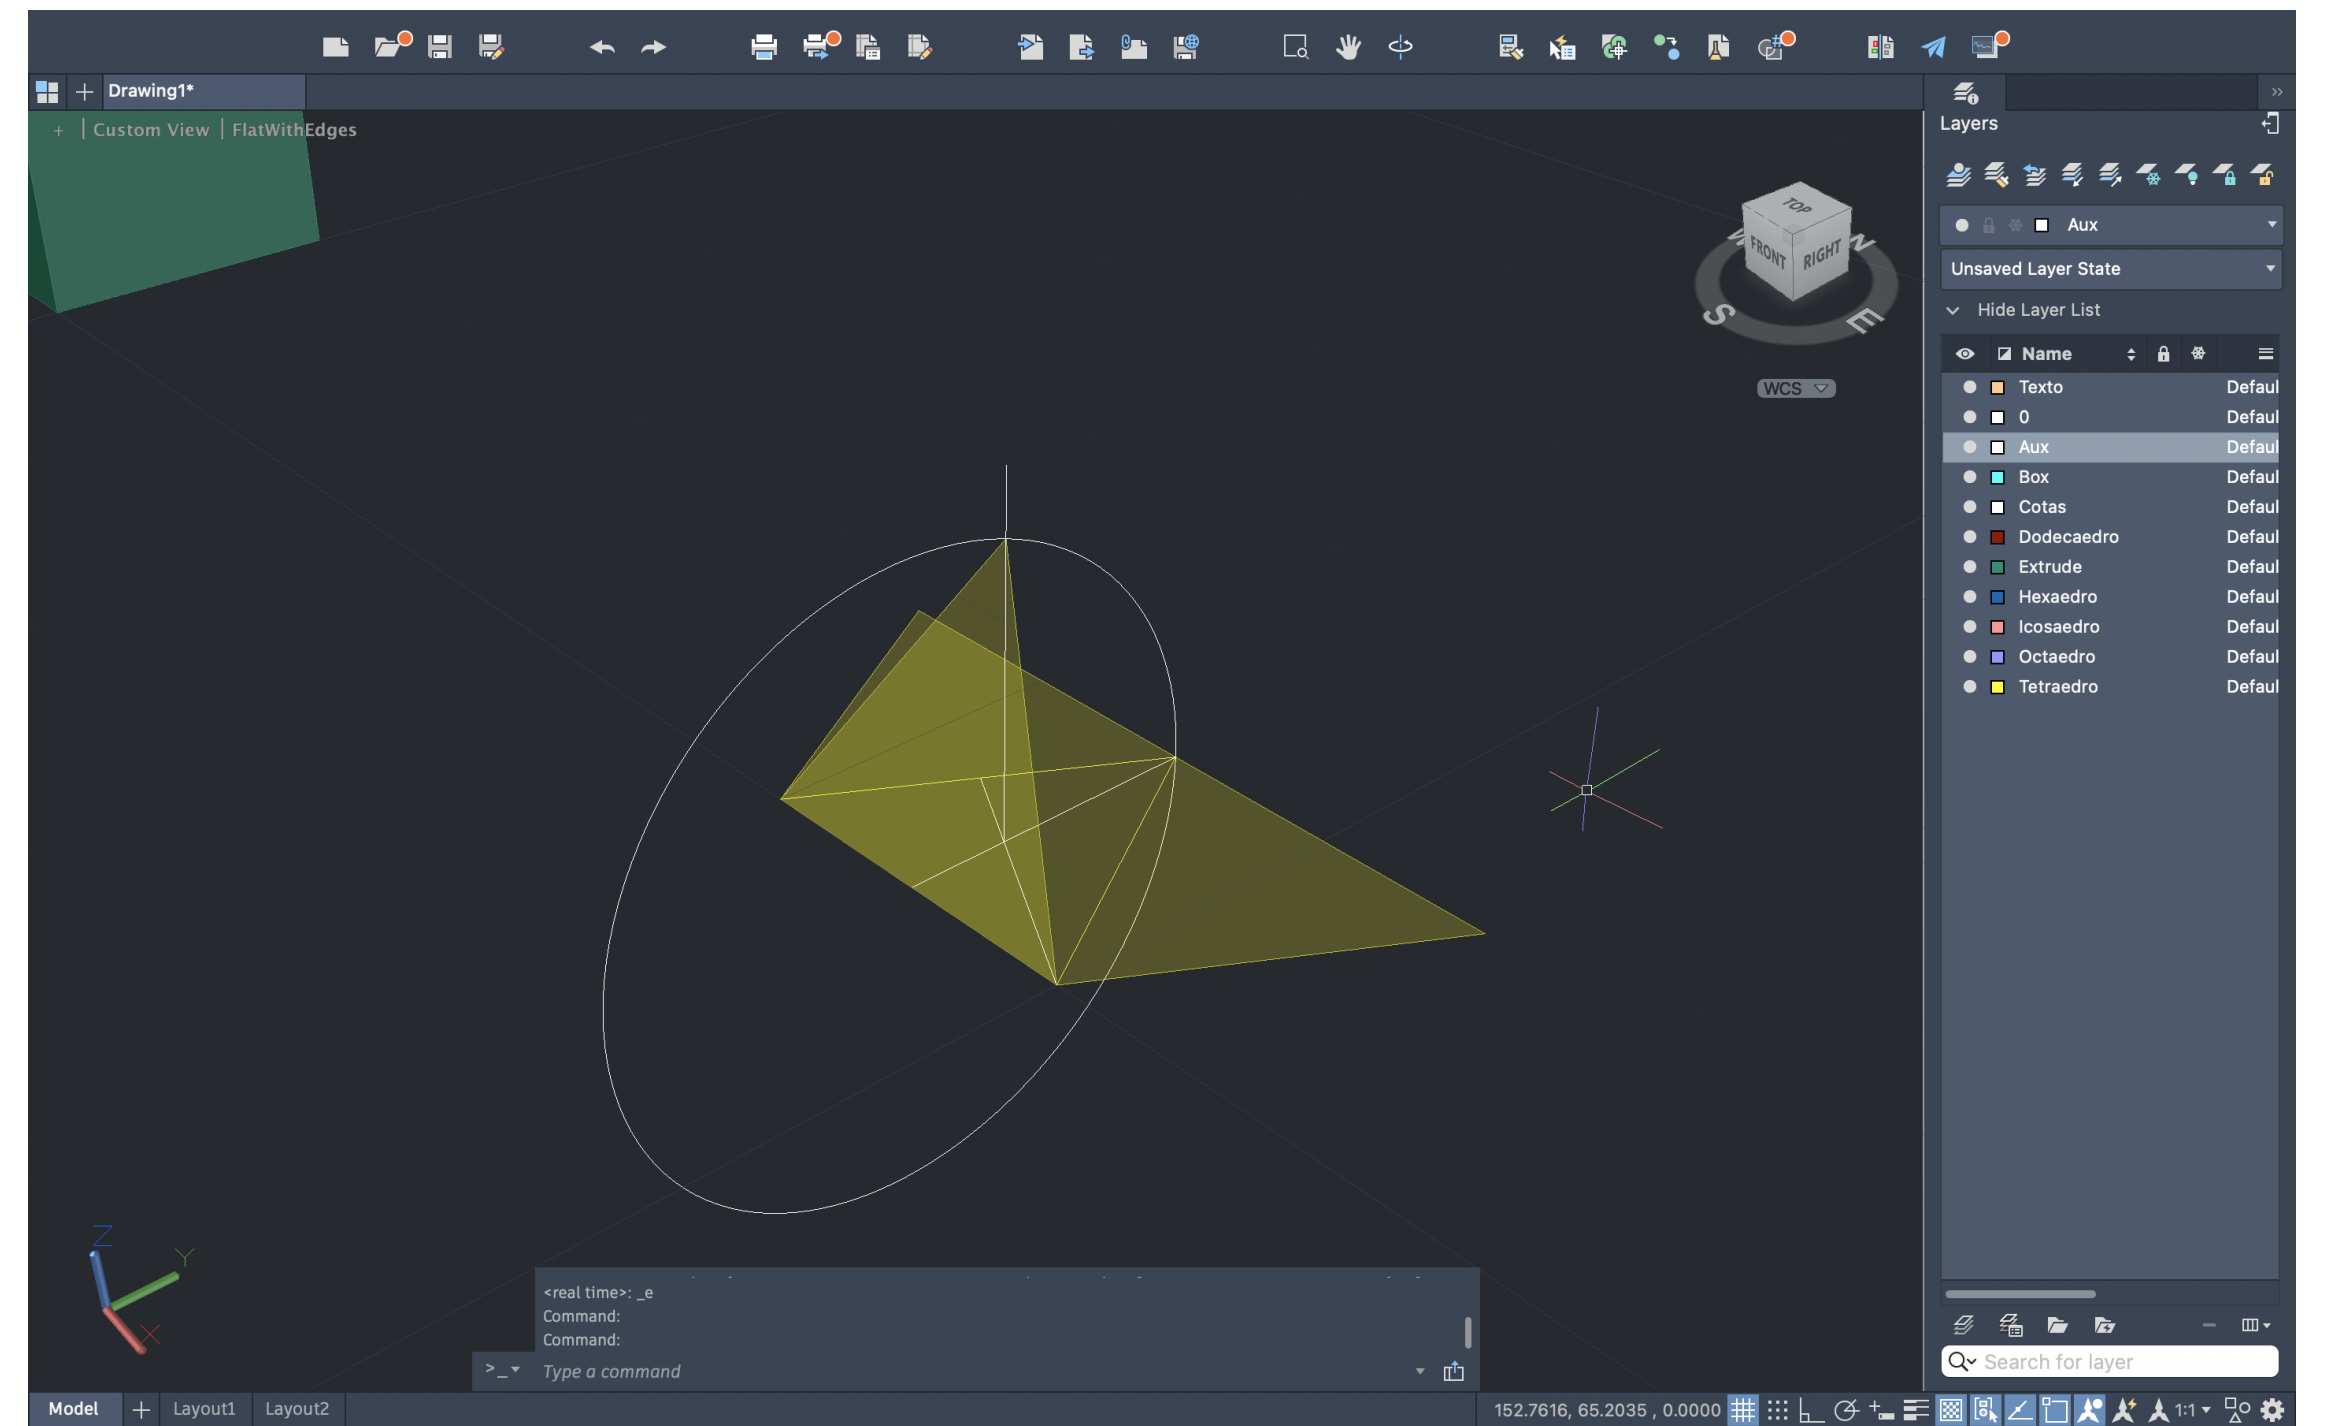 Drawing1*
Layers
+ | Custom View | FlatWithEdges
TOP
FRONT
RIGHT
W
N
S
E
WCS
Aux
Unsaved Layer State
Hide Layer List
Name
Texto Defaul
0 Defaul
Aux Defaul
Box Defaul
Cotas Defaul
Dodecaedro Defaul
Extrude Defaul
Hexaedro Defaul
Icosaedro Defaul
Octaedro Defaul
Tetraedro Defaul
Z
Y
X
<real time>: _e
Command:
Command:
>_ Type a command
Search for layer
Model + Layout1 Layout2
152.7616, 65.2035 , 0.0000
1:1